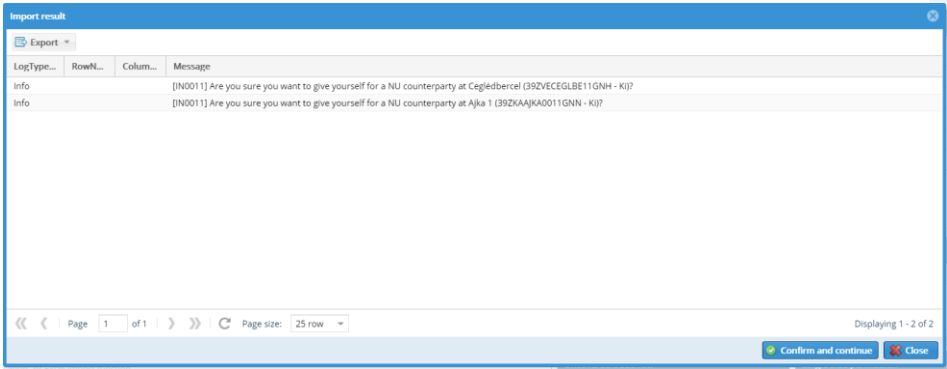 Import result
Export
LogType... RowN... Colum... Message
Info [IN0011] Are you sure you want to give yourself for a NU counterparty at Ceglédbercel (39ZVECEGLBE11GNH - Ki)?
Info [IN0011] Are you sure you want to give yourself for a NU counterparty at Ajka 1 (39ZKAAJKA0011GNN - Ki)?
Page 1 of 1 Page size: 25 row Displaying 1 - 2 of 2
Confirm and continue Close